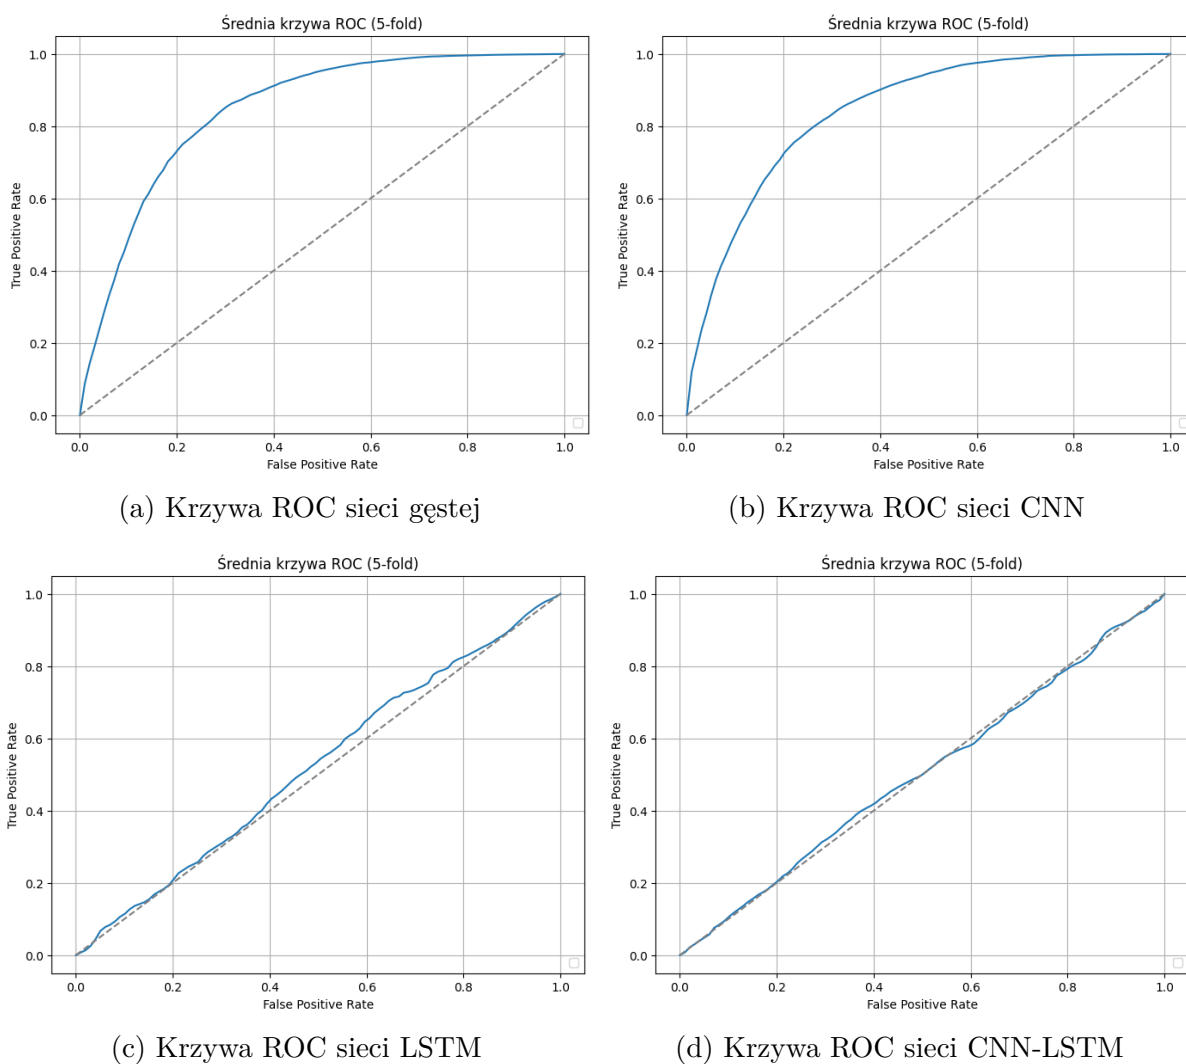 Średnia krzywa ROC (5-fold)
1.0
0.8
0.6
0.4
0.2
0.0
True Positive Rate
0.0 0.2 0.4 0.6 0.8 1.0
False Positive Rate
(a) Krzywa ROC sieci gęstej
Średnia krzywa ROC (5-fold)
1.0
0.8
0.6
0.4
0.2
0.0
True Positive Rate
0.0 0.2 0.4 0.6 0.8 1.0
False Positive Rate
(b) Krzywa ROC sieci CNN
Średnia krzywa ROC (5-fold)
1.0
0.8
0.6
0.4
0.2
0.0
True Positive Rate
0.0 0.2 0.4 0.6 0.8 1.0
False Positive Rate
(c) Krzywa ROC sieci LSTM
Średnia krzywa ROC (5-fold)
1.0
0.8
0.6
0.4
0.2
0.0
True Positive Rate
0.0 0.2 0.4 0.6 0.8 1.0
False Positive Rate
(d) Krzywa ROC sieci CNN-LSTM